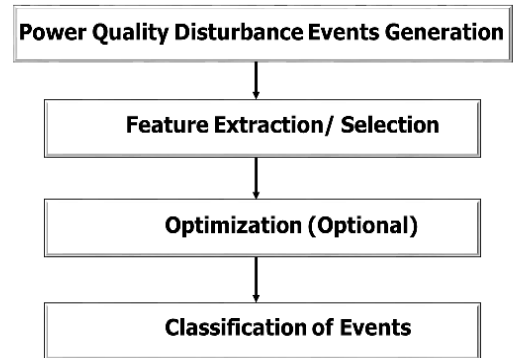 Power Quality Disturbance Events Generation
Feature Extraction/ Selection
Optimization (Optional)
Classification of Events